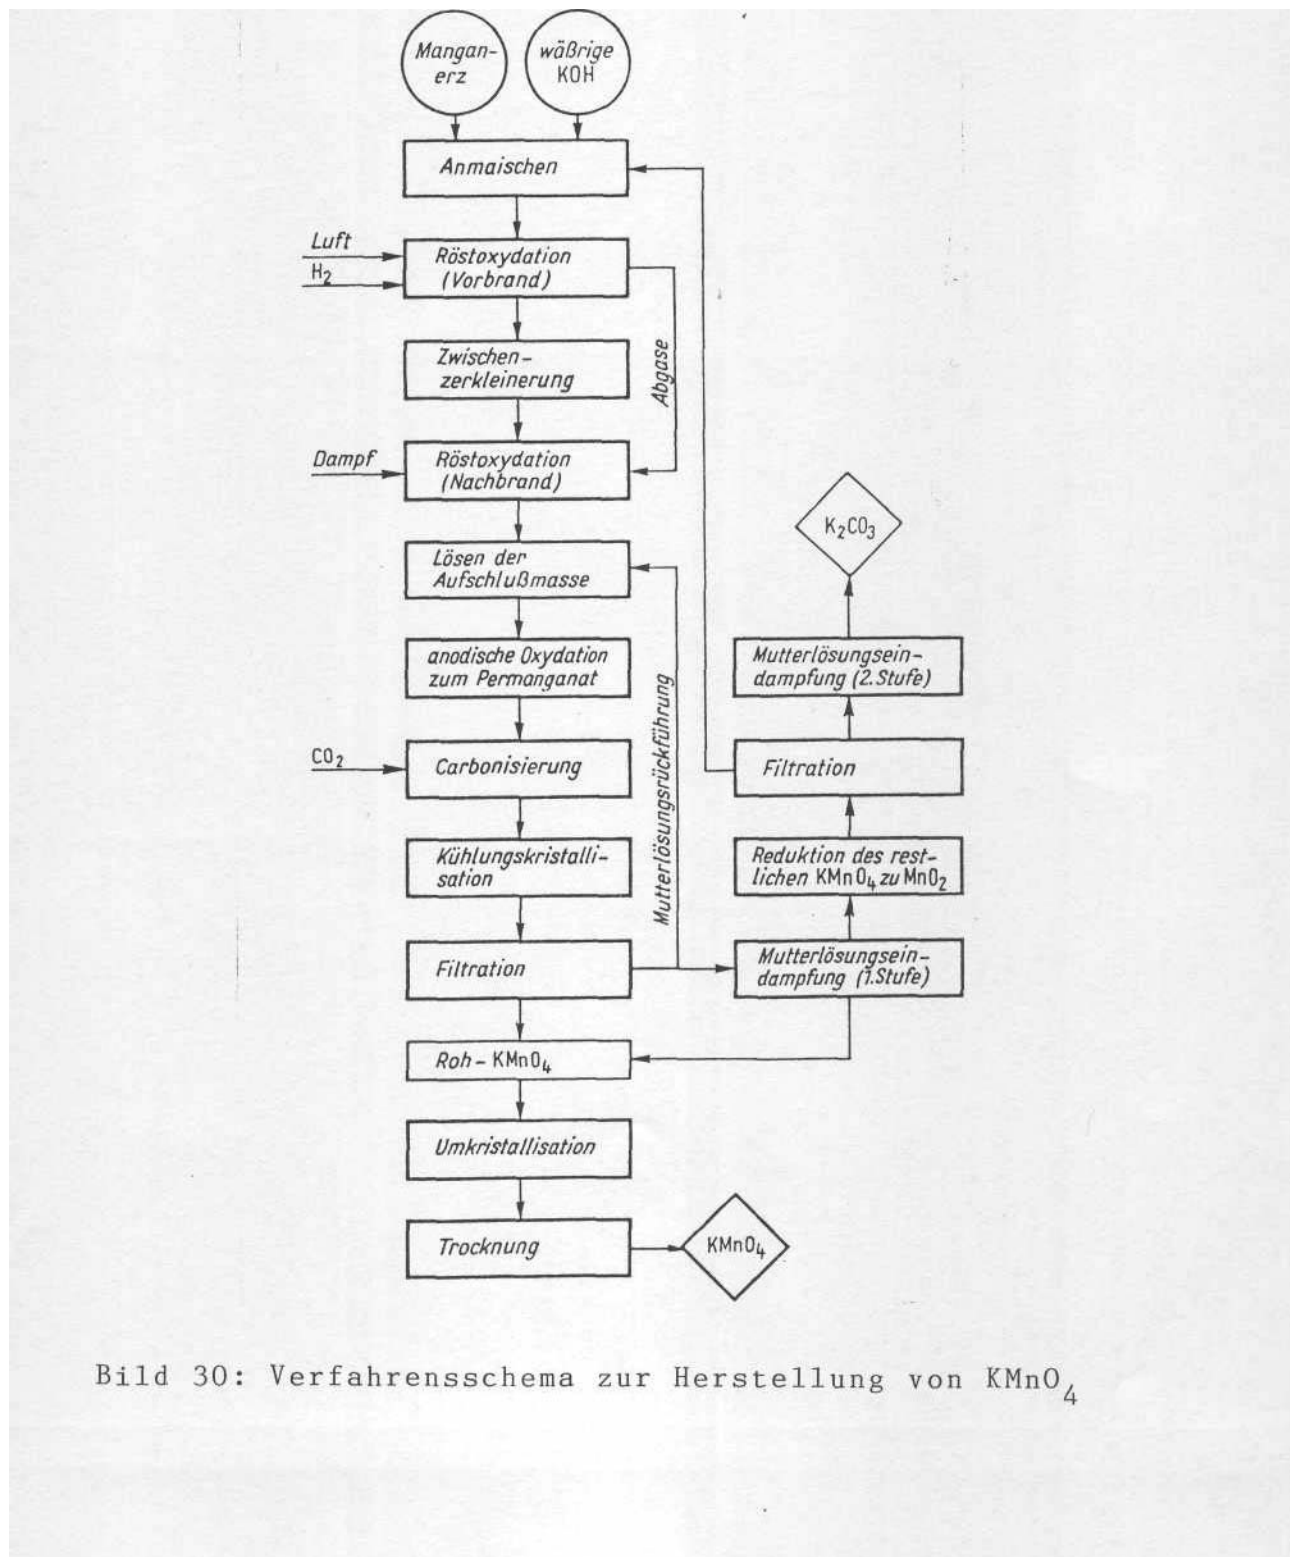 Mangan-
erz
wäßrige
KOH
Anmaischen
Luft
H₂
Röstoxydation
(Vorbrand)
Abgase
Zwischen-
zerkleinerung
Dampf
Röstoxydation
(Nachbrand)
Lösen der
Aufschlußmasse
anodische Oxydation
zum Permanganat
CO₂
Carbonisierung
Kühlungskristalli-
sation
Filtration
Mutterlösungsrückführung
Roh-KMnO₄
Umkristallisation
Trocknung
KMnO₄
K₂CO₃
Mutterlösungsein-
dampfung (2.Stufe)
Filtration
Reduktion des rest-
lichen KMnO₄ zu MnO₂
Mutterlösungsein-
dampfung (1.Stufe)
Bild 30: Verfahrensschema zur Herstellung von KMnO₄